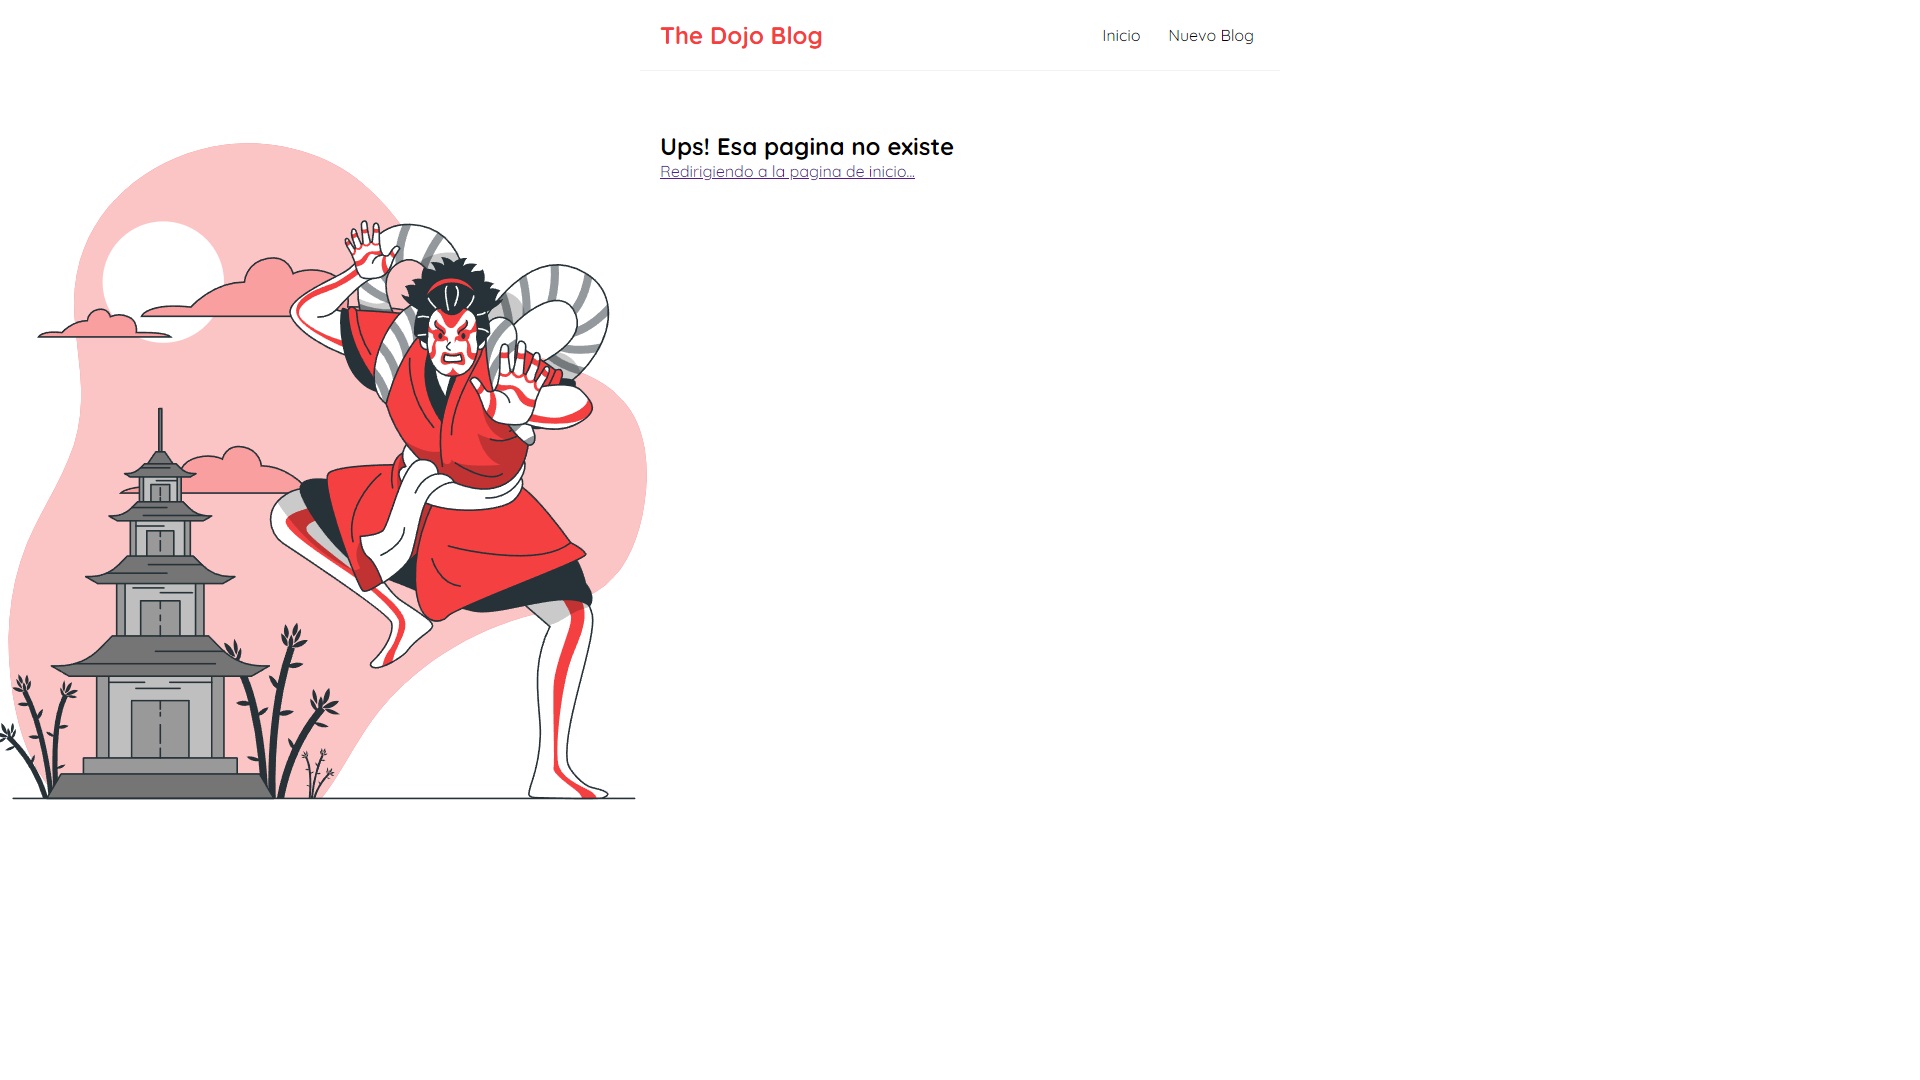 The Dojo Blog
Inicio
Nuevo Blog
Ups! Esa pagina no existe
Redirigiendo a la pagina de inicio...